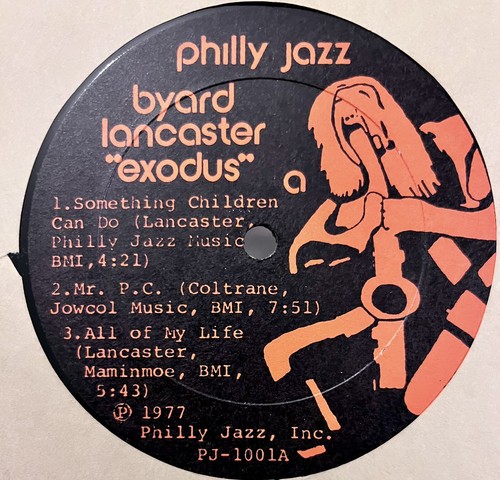 philly jazz
byard
lancaster
"exodus"
a
1.Something Children
Can Do (Lancaster,
Philly Jazz Music
BMI,4:21)
2.Mr. P.C. (Coltrane,
Jowcol Music, BMI, 7:51)
3.All of My Life
(Lancaster,
Maminmoe, BMI,
5:43)
Ⓟ 1977
Philly Jazz, Inc.
PJ-1001A